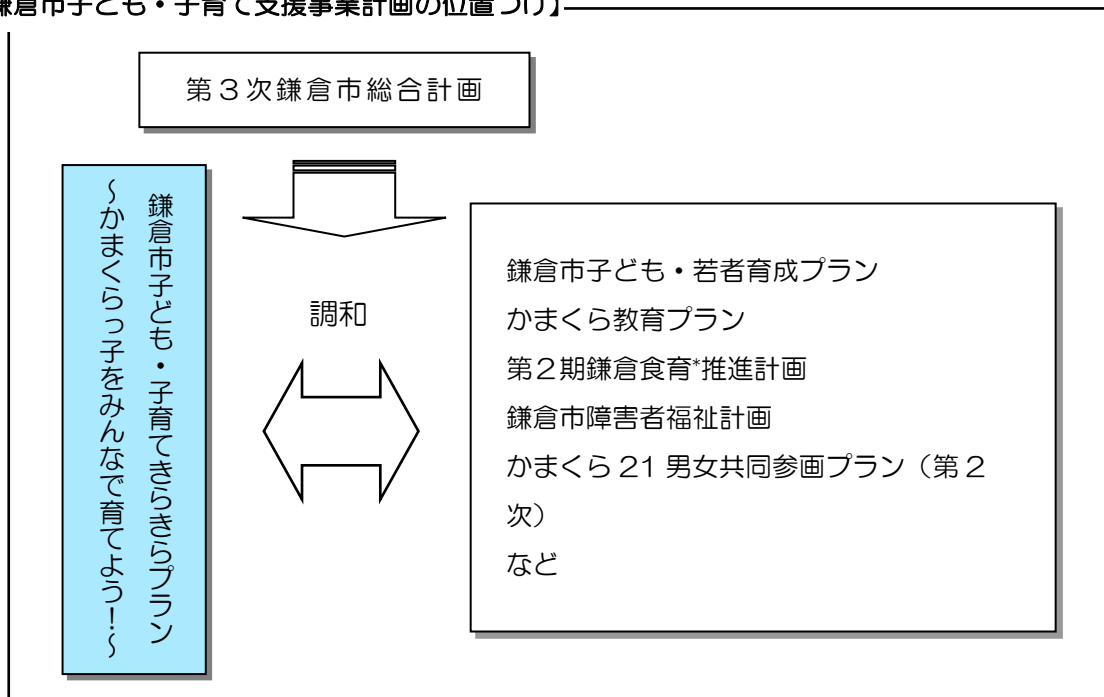 鎌倉市子ども・子育て支援事業計画の位置づけ】
第３次鎌倉市総合計画
鎌倉市子ども・子育てきらきらプラン
～かまくらっ子をみんなで育てよう！～
調和
鎌倉市子ども・若者育成プラン
かまくら教育プラン
第２期鎌倉食育*推進計画
鎌倉市障害者福祉計画
かまくら 21 男女共同参画プラン（第２
次）
など